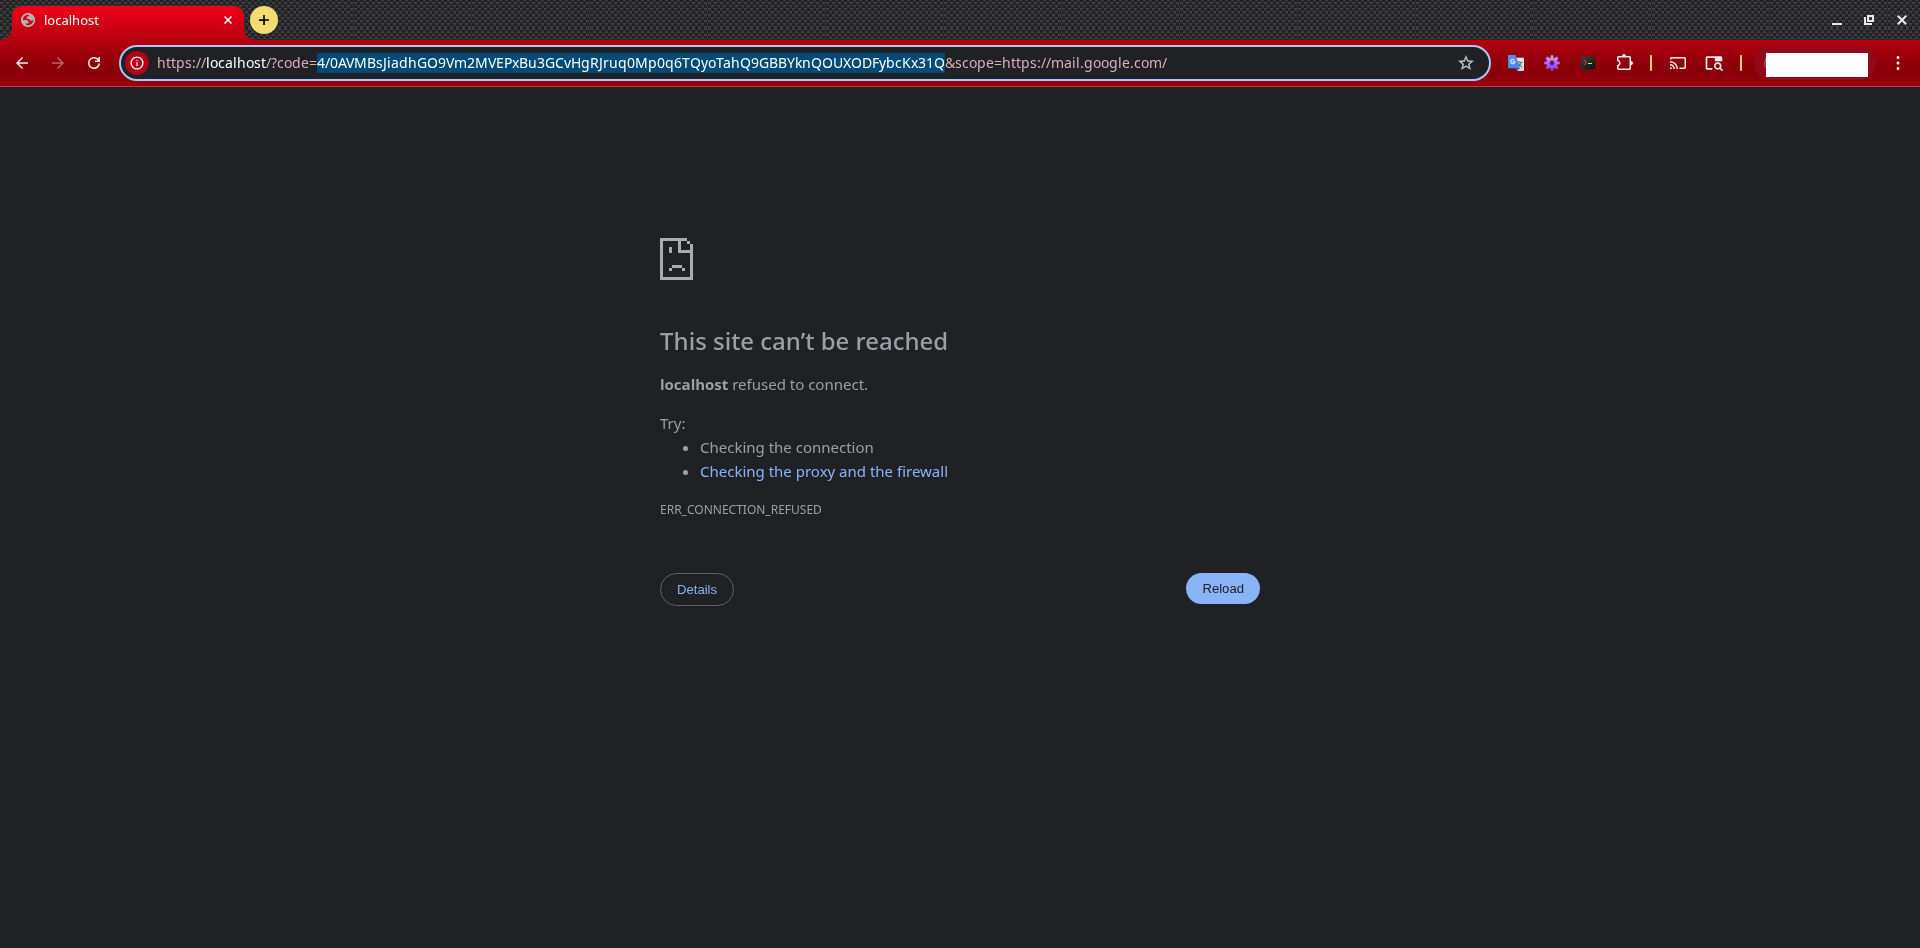 localhost
https://localhost/?code=4/0AVMBsJiadhGO9Vm2MVEPxBu3GCvHgRJruq0Mp0q6TQyoTahQ9GBBYknQOUXODFybcKx31Q&scope=https://mail.google.com/
This site can’t be reached
localhost refused to connect.
Try:
• Checking the connection
• Checking the proxy and the firewall
ERR_CONNECTION_REFUSED
Details
Reload